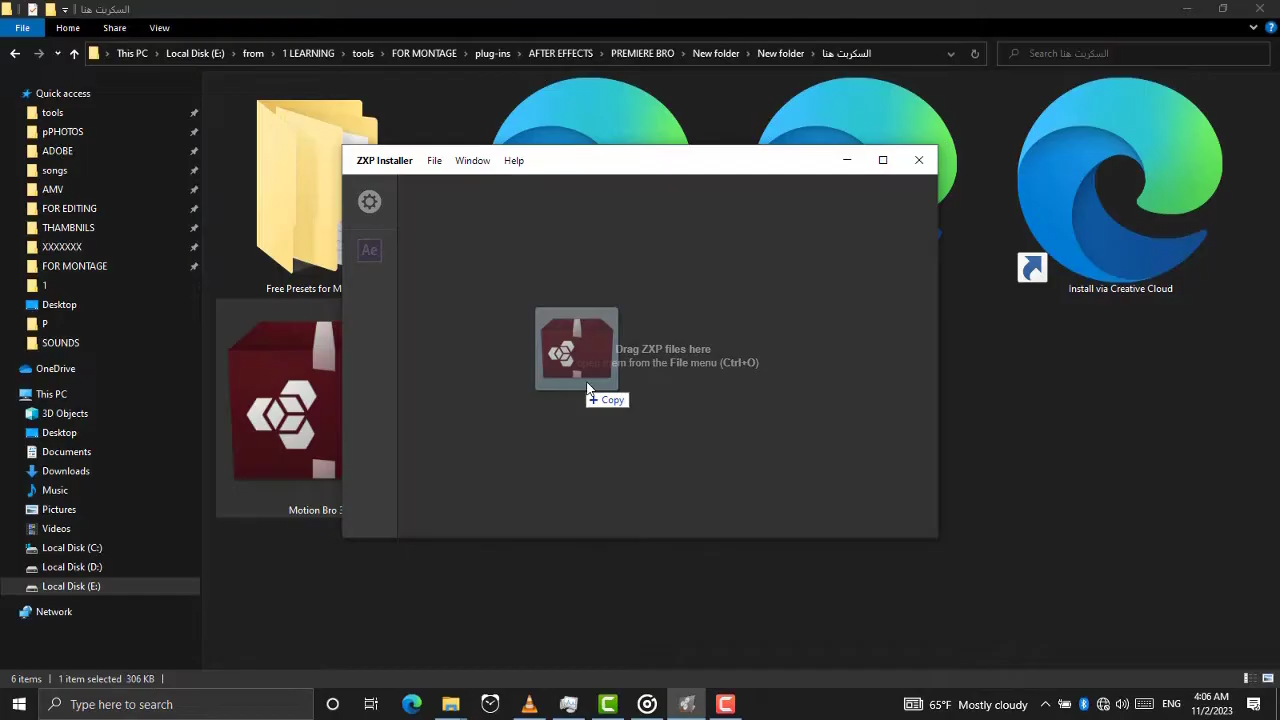 السكربت هنا
File
Home
Share
View
This PC
Local Disk (E:)
from
1 LEARNING
tools
FOR MONTAGE
plug-ins
AFTER EFFECTS
PREMIERE BRO
New folder
New folder
السكربت هنا
Search السكربت هنا
Quick access
tools
pPHOTOS
ADOBE
songs
AMV
FOR EDITING
THAMBNILS
XXXXXXX
FOR MONTAGE
1
Desktop
P
SOUNDS
OneDrive
This PC
3D Objects
Desktop
Documents
Downloads
Music
Pictures
Videos
Local Disk (C:)
Local Disk (D:)
Local Disk (E:)
Network
Free Presets for M
Install via Creative Cloud
Motion Bro 3
ZXP Installer
File
Window
Help
Ae
Drag ZXP files here
open them from the File menu (Ctrl+O)
+ Copy
6 items
1 item selected 306 KB
Type here to search
65°F Mostly cloudy
ENG
4:06 AM
11/2/2023